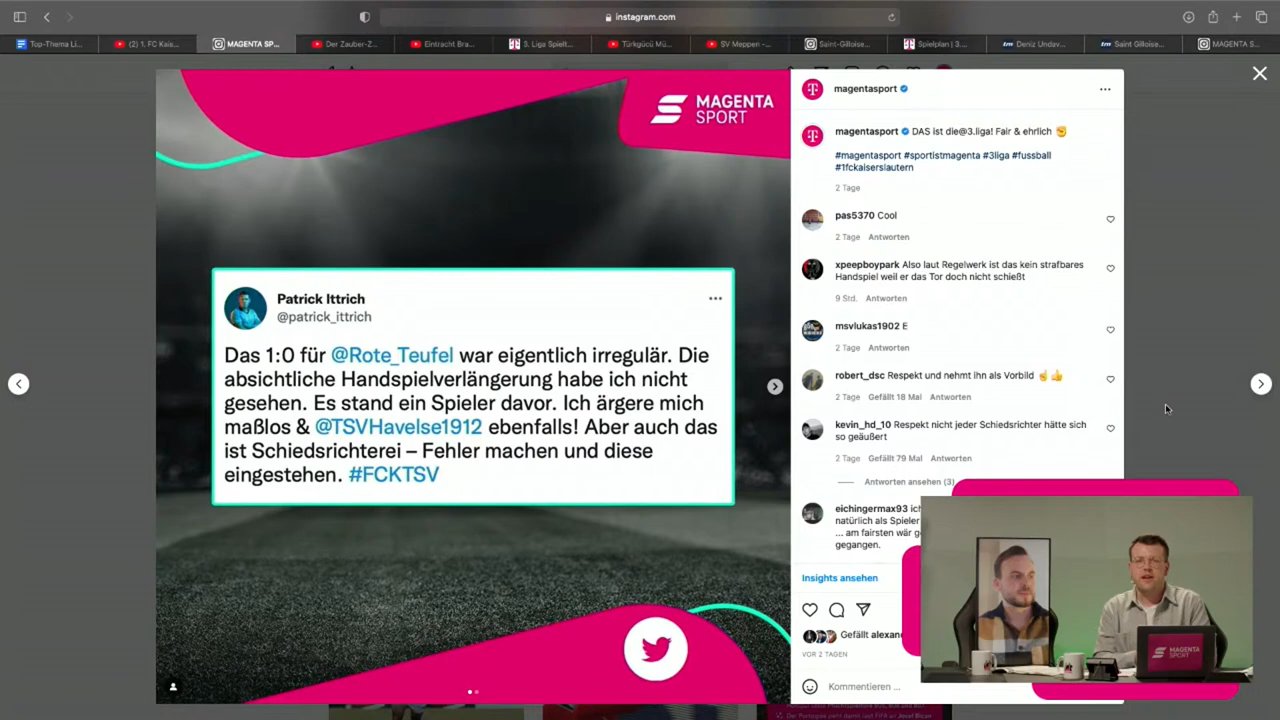 instagram.com
Top-Thema Li...
(2) 1. FC Kais...
MAGENTA SP...
Der Zauber-Z...
Eintracht Bra...
3. Liga Spielt...
Türkgücü Mü...
SV Meppen -...
Saint-Gilloise...
Spielplan | 3....
Deniz Undav...
Saint Gilloise...
MAGENTA S...
MAGENTA
SPORT
Patrick Ittrich
@patrick_ittrich
Das 1:0 für @Rote_Teufel war eigentlich irregulär. Die
absichtliche Handspielverlängerung habe ich nicht
gesehen. Es stand ein Spieler davor. Ich ärgere mich
maßlos & @TSVHavelse1912 ebenfalls! Aber auch das
ist Schiedsrichterei – Fehler machen und diese
eingestehen. #FCKTSV
magentasport
magentasport DAS ist die@3.liga! Fair & ehrlich ✊
#magentasport #sportistmagenta #3liga #fussball
#1fckaiserslautern
2 Tage
pas5370 Cool
2 Tage Antworten
xpeepboypark Also laut Regelwerk ist das kein strafbares
Handspiel weil er das Tor doch nicht schießt
9 Std. Antworten
msvlukas1902 E
2 Tage Antworten
robert_dsc Respekt und nehmt ihn als Vorbild ☝👍
2 Tage Gefällt 18 Mal Antworten
kevin_hd_10 Respekt nicht jeder Schiedsrichter hätte sich
so geäußert
2 Tage Gefällt 79 Mal Antworten
Antworten ansehen (3)
eichingermax93 ich
natürlich als Spieler
... am fairsten wär g
gegangen.
Insights ansehen
Gefällt alexan
VOR 2 TAGEN
Kommentieren ...
MAGENTA
SPORT